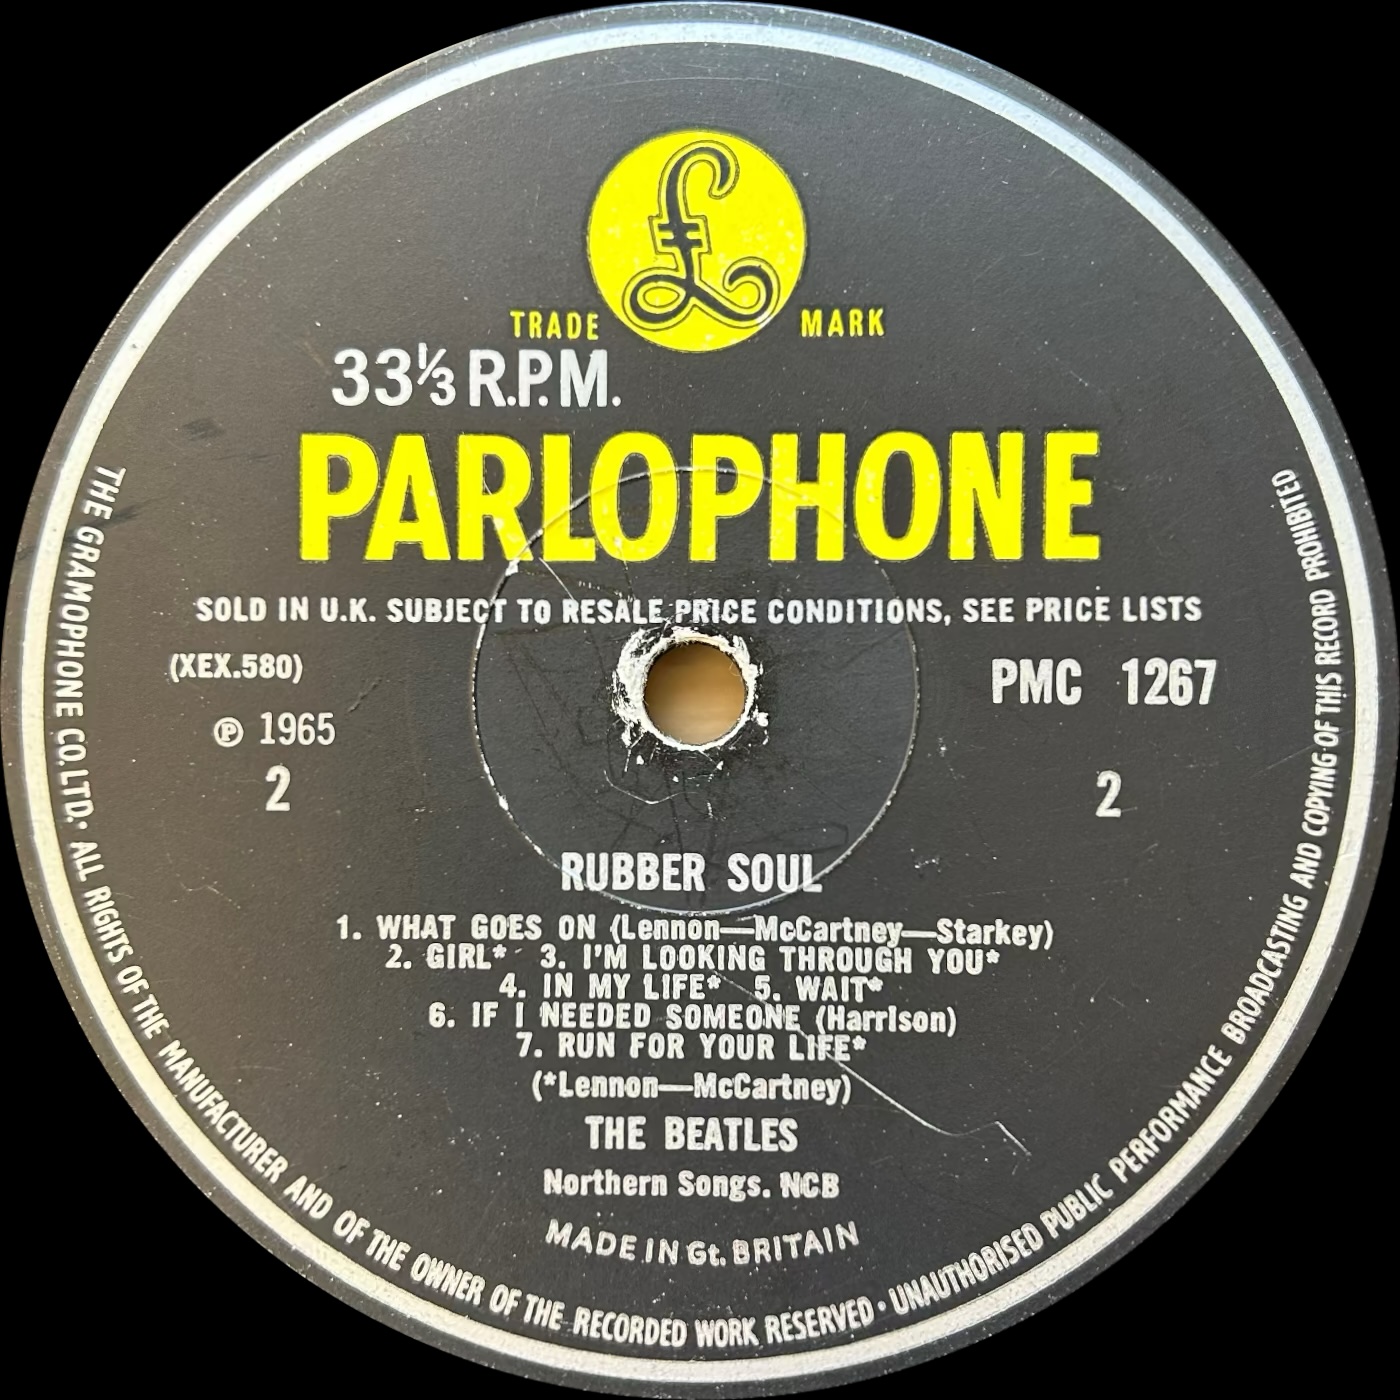 £
TRADE MARK
33⅓ R.P.M.
PARLOPHONE
SOLD IN U.K. SUBJECT TO RESALE PRICE CONDITIONS, SEE PRICE LISTS
(XEX.580)
PMC 1267
℗ 1965
2
2
RUBBER SOUL
1. WHAT GOES ON (Lennon—McCartney—Starkey)
2. GIRL* 3. I'M LOOKING THROUGH YOU*
4. IN MY LIFE* 5. WAIT*
6. IF I NEEDED SOMEONE (Harrison)
7. RUN FOR YOUR LIFE*
(*Lennon—McCartney)
THE BEATLES
Northern Songs. NCB
MADE IN Gt. BRITAIN
THE GRAMOPHONE CO. LTD. · ALL RIGHTS OF THE MANUFACTURER AND OF THE OWNER OF THE RECORDED WORK RESERVED · UNAUTHORISED PUBLIC PERFORMANCE BROADCASTING AND COPYING OF THIS RECORD PROHIBITED